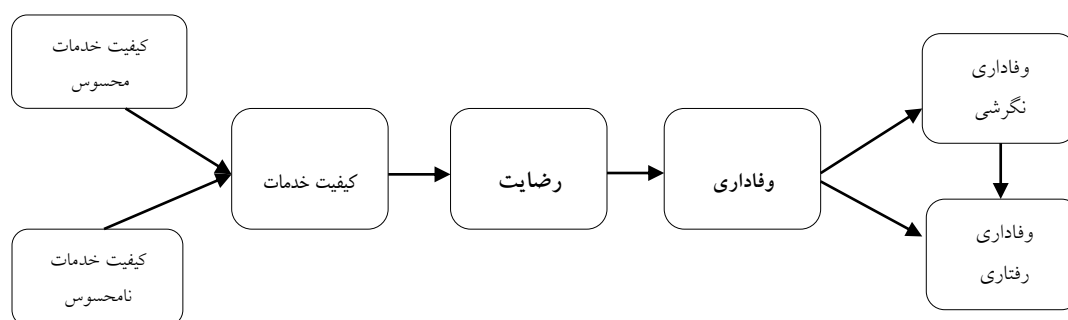 کیفیت خدمات
محسوس
کیفیت خدمات
نامحسوس
کیفیت خدمات
رضایت
وفاداری
وفاداری
نگرشی
وفاداری
رفتاری